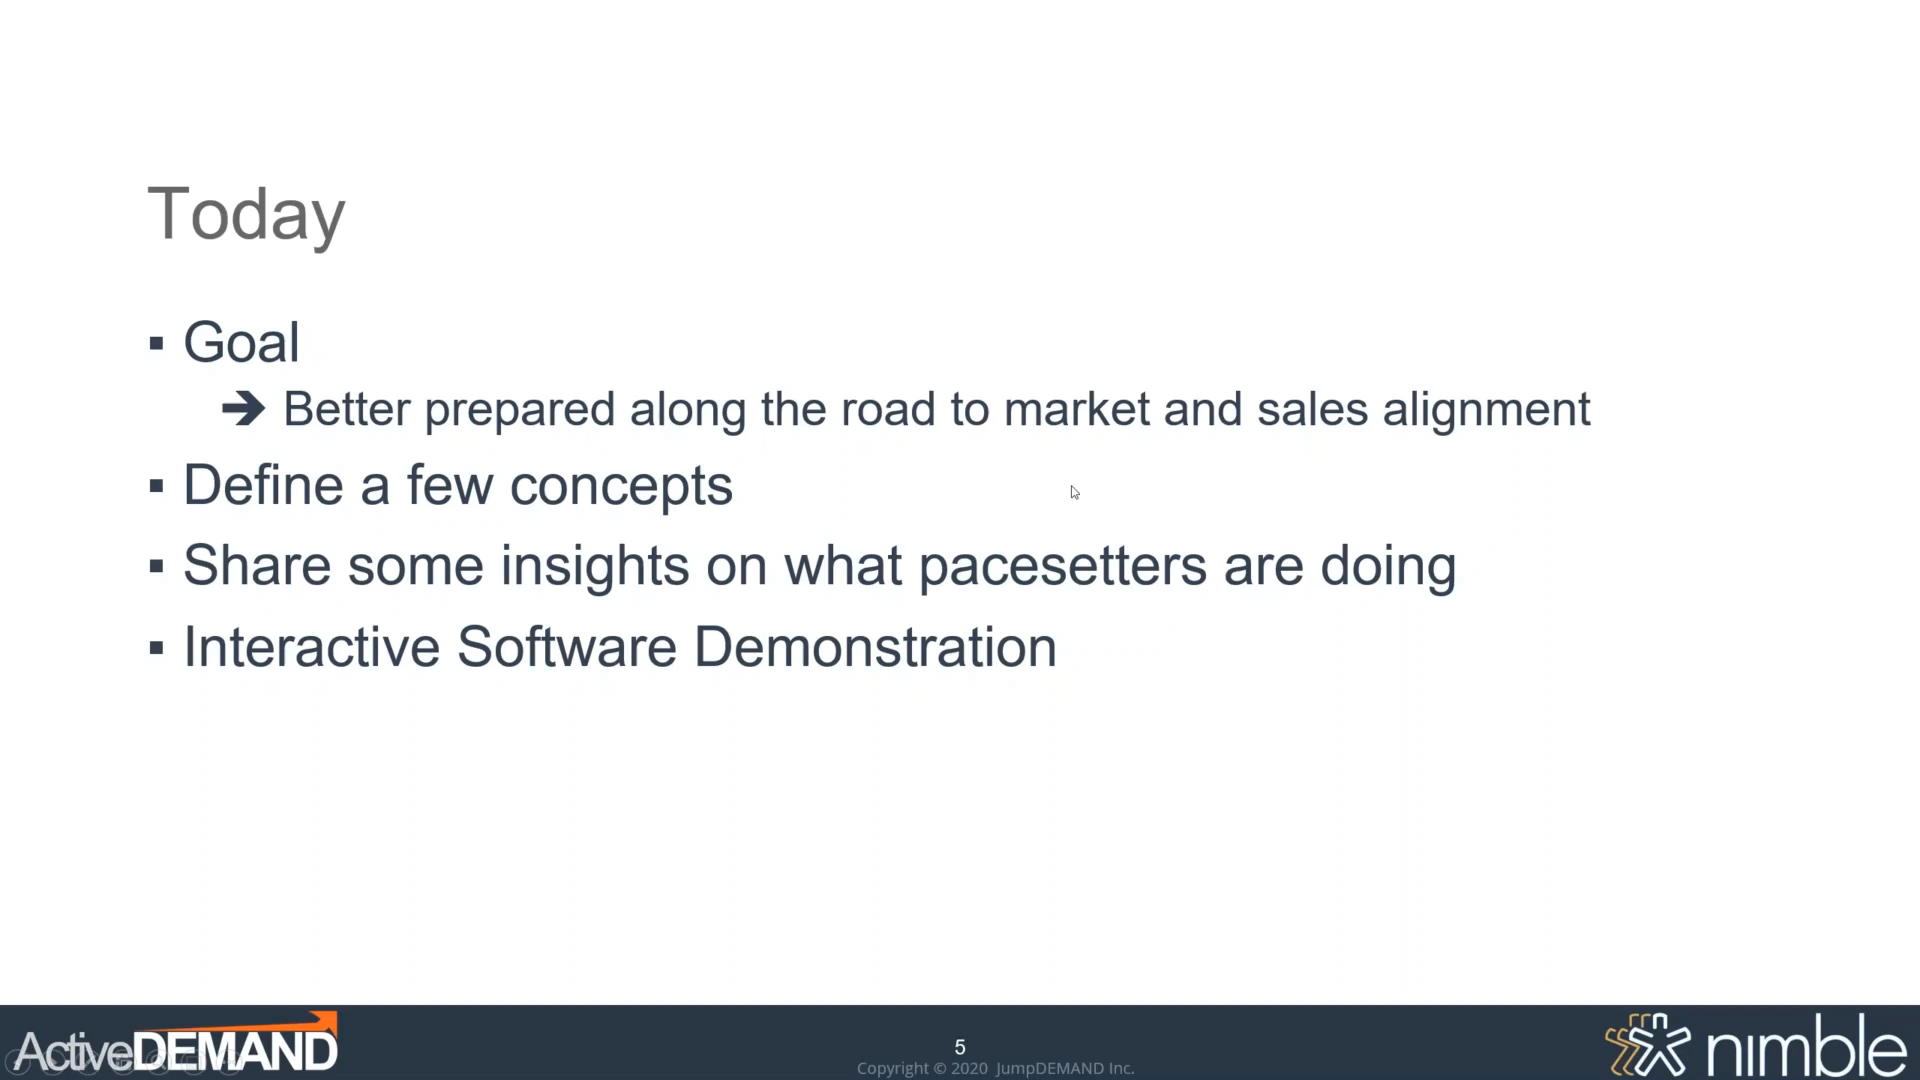 Today
▪ Goal
➔ Better prepared along the road to market and sales alignment
▪ Define a few concepts
▪ Share some insights on what pacesetters are doing
▪ Interactive Software Demonstration
ActiveDEMAND
5
Copyright © 2020 JumpDEMAND Inc.
nimble